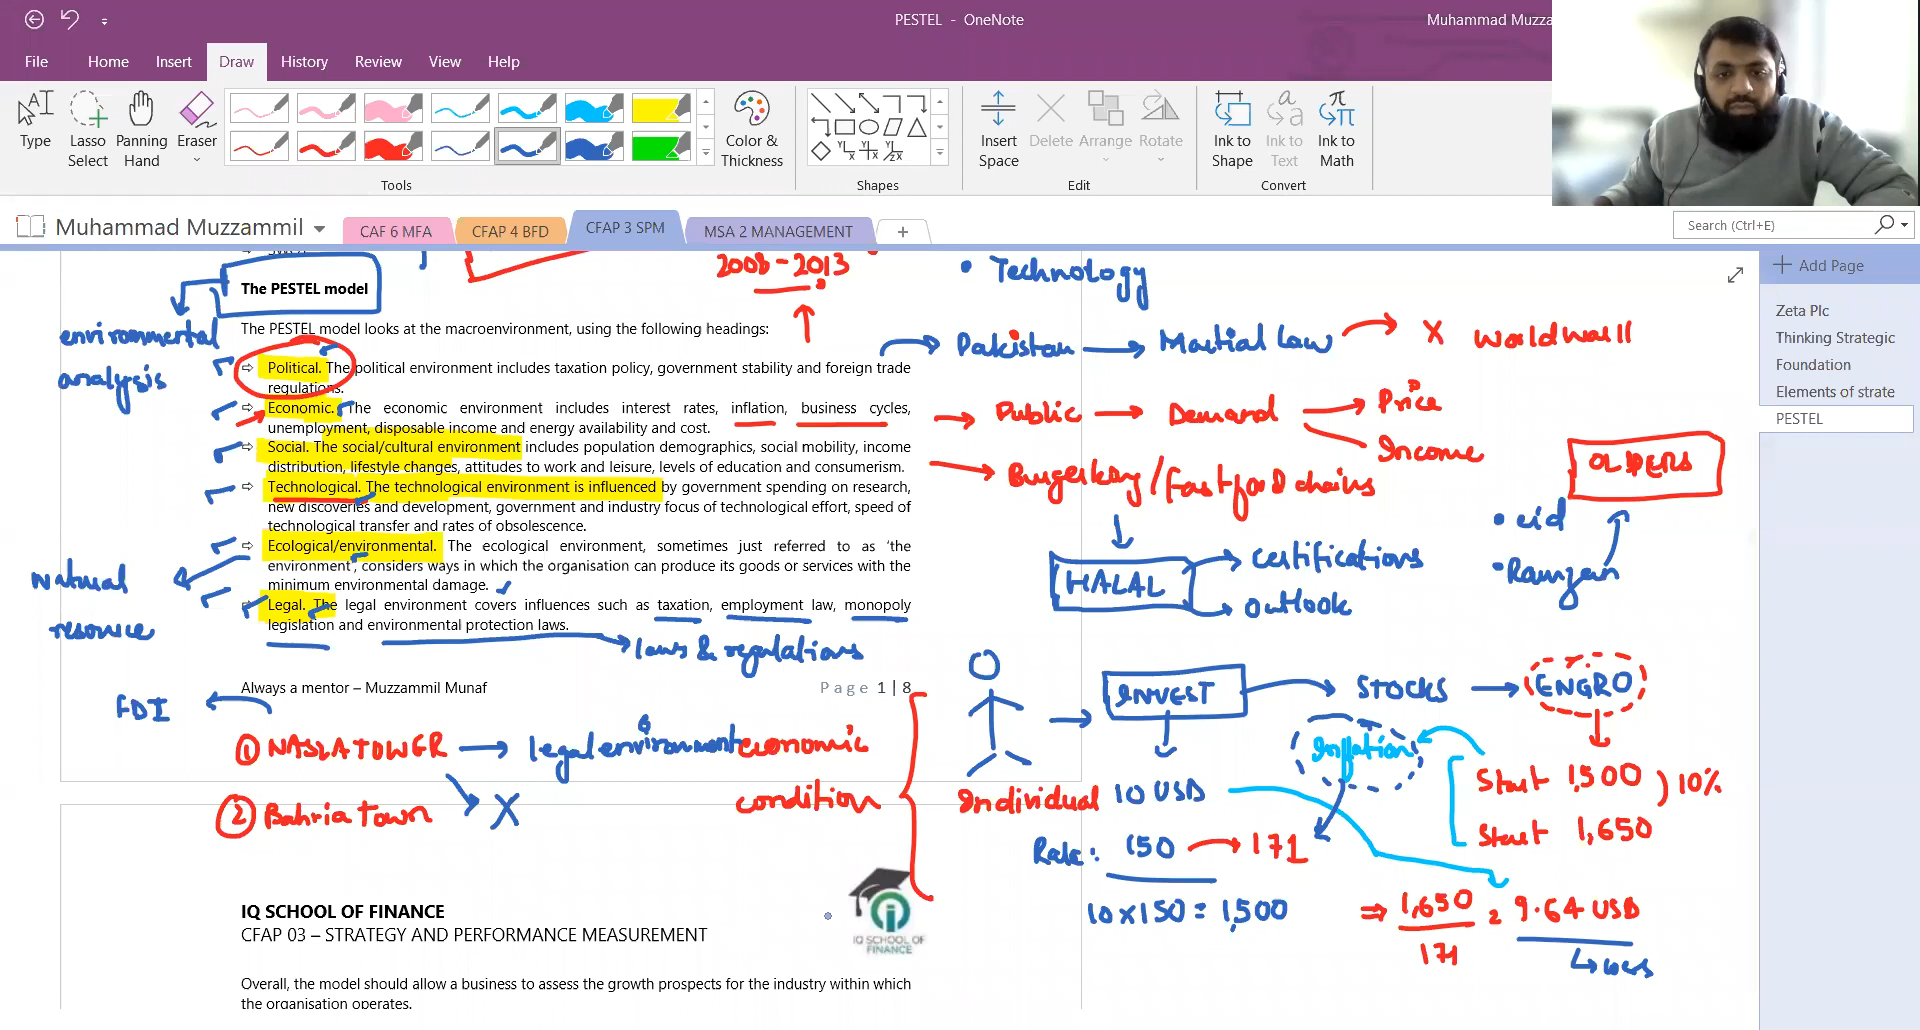 PESTEL - OneNote
Muhammad Muzza
File Home Insert Draw History Review View Help
Type
Lasso Select
Panning Hand
Eraser
Color & Thickness
Insert Space
Delete
Arrange
Rotate
Ink to Shape
Ink to Text
Ink to Math
Tools
Shapes
Edit
Convert
Muhammad Muzzammil
CAF 6 MFA
CFAP 4 BFD
CFAP 3 SPM
MSA 2 MANAGEMENT
Search (Ctrl+E)
Add Page
Zeta Plc
Thinking Strategic
Foundation
Elements of strate
PESTEL
2008 - 2013
• Technology
The PESTEL model
environmental
analysis
The PESTEL model looks at the macroenvironment, using the following headings:
⇨ Political. The political environment includes taxation policy, government stability and foreign trade
regulations.
⇨ Economic. The economic environment includes interest rates, inflation, business cycles,
unemployment, disposable income and energy availability and cost.
⇨ Social. The social/cultural environment includes population demographics, social mobility, income
distribution, lifestyle changes, attitudes to work and leisure, levels of education and consumerism.
⇨ Technological. The technological environment is influenced by government spending on research,
new discoveries and development, government and industry focus of technological effort, speed of
technological transfer and rates of obsolescence.
⇨ Ecological/environmental. The ecological environment, sometimes just referred to as 'the
environment', considers ways in which the organisation can produce its goods or services with the
minimum environmental damage.
⇨ Legal. The legal environment covers influences such as taxation, employment law, monopoly
legislation and environmental protection laws.
natural
resource
laws & regulations
Always a mentor – Muzzammil Munaf
Page 1 | 8
FDI
① NASLA TOWER → legal environment
② Bahria Town
X
economic
condition
Pakistan → Martial Law → X World war II
Public → Demand
Price
Income
Burgerking / Fastfood chains
HALAL
certifications
outlook
OLPERS
• eid
• Ramzan
Individual
INVEST → STOCKS → ENGRO
Inflation
10 USD
Start 1,500
Start 1,650
10%
Rate: 150 → 171
10 x 150 = 1,500
⇒ 1,650
171
= 9.64 USD
↳ loss
IQ SCHOOL OF FINANCE
CFAP 03 – STRATEGY AND PERFORMANCE MEASUREMENT
IQ SCHOOL OF
FINANCE
Overall, the model should allow a business to assess the growth prospects for the industry within which
the organisation operates.